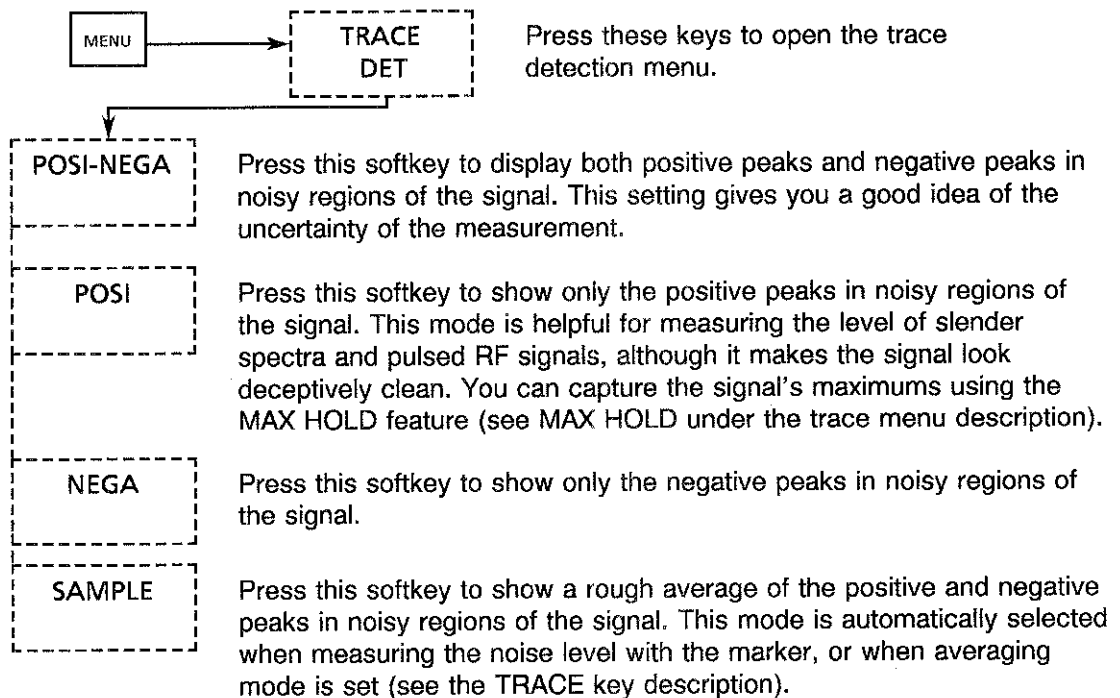 MENU
TRACE
DET
Press these keys to open the trace
detection menu.
POSI-NEGA
Press this softkey to display both positive peaks and negative peaks in
noisy regions of the signal. This setting gives you a good idea of the
uncertainty of the measurement.
POSI
Press this softkey to show only the positive peaks in noisy regions of
the signal. This mode is helpful for measuring the level of slender
spectra and pulsed RF signals, although it makes the signal look
deceptively clean. You can capture the signal's maximums using the
MAX HOLD feature (see MAX HOLD under the trace menu description).
NEGA
Press this softkey to show only the negative peaks in noisy regions of
the signal.
SAMPLE
Press this softkey to show a rough average of the positive and negative
peaks in noisy regions of the signal. This mode is automatically selected
when measuring the noise level with the marker, or when averaging
mode is set (see the TRACE key description).